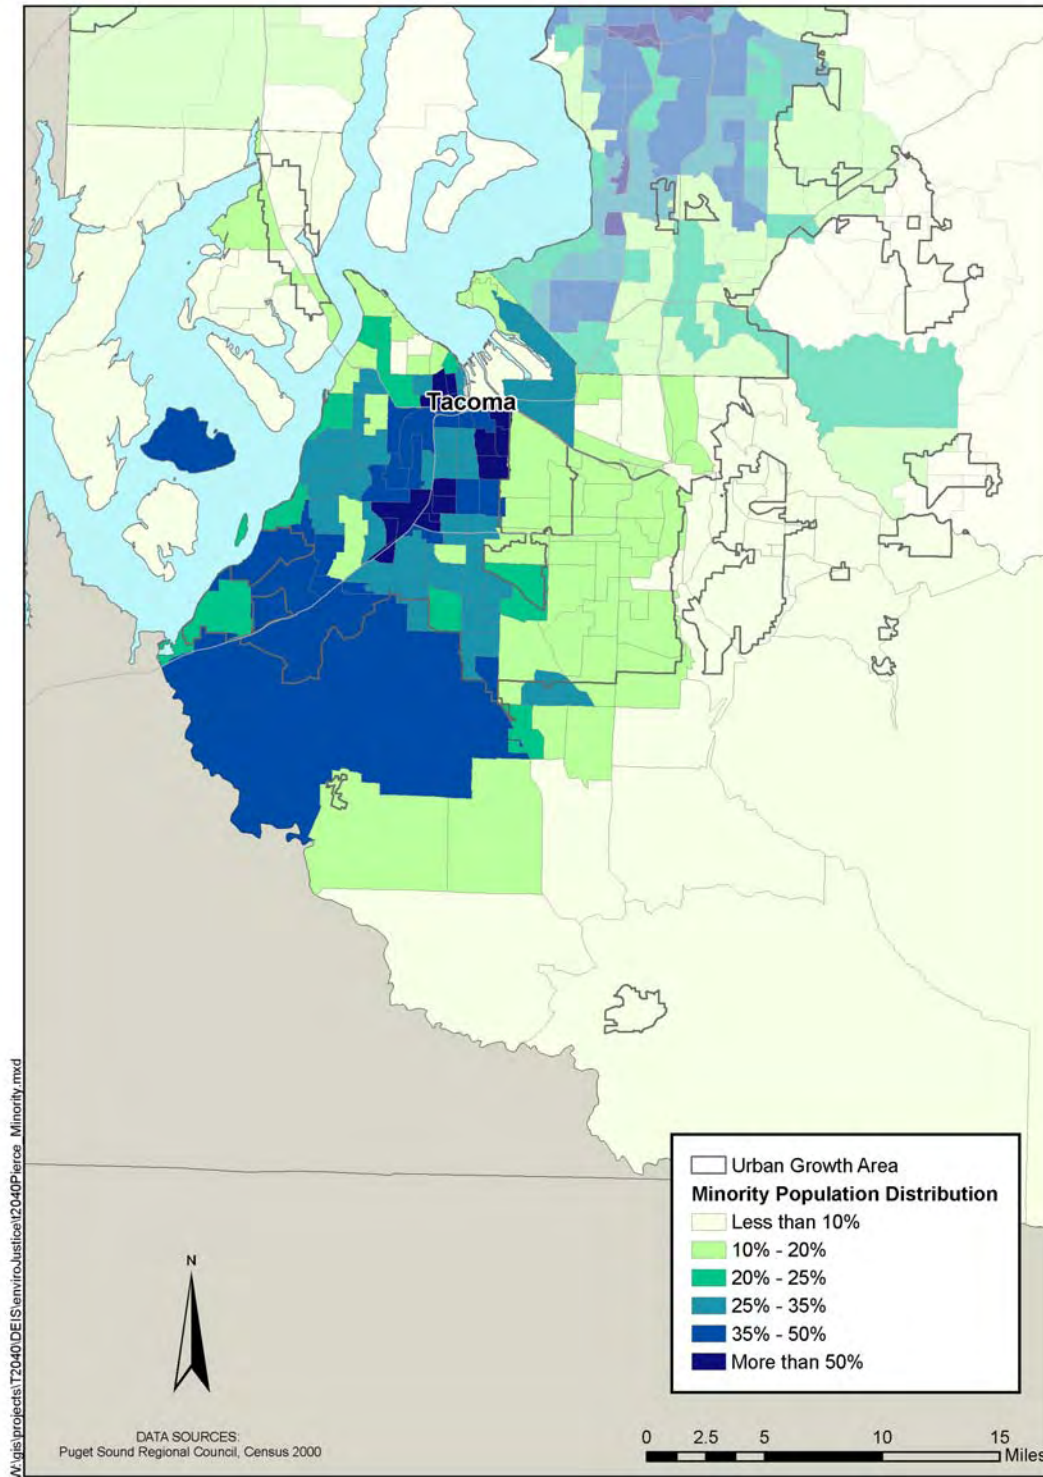 Tacoma
Urban Growth Area
Minority Population Distribution
Less than 10%
10% - 20%
20% - 25%
25% - 35%
35% - 50%
More than 50%
N
DATA SOURCES:
Puget Sound Regional Council, Census 2000
0 2.5 5 10 15
Miles
W:\gis\projects\T2040\DEIS\enviroJustice\t2040Pierce_Minority.mxd